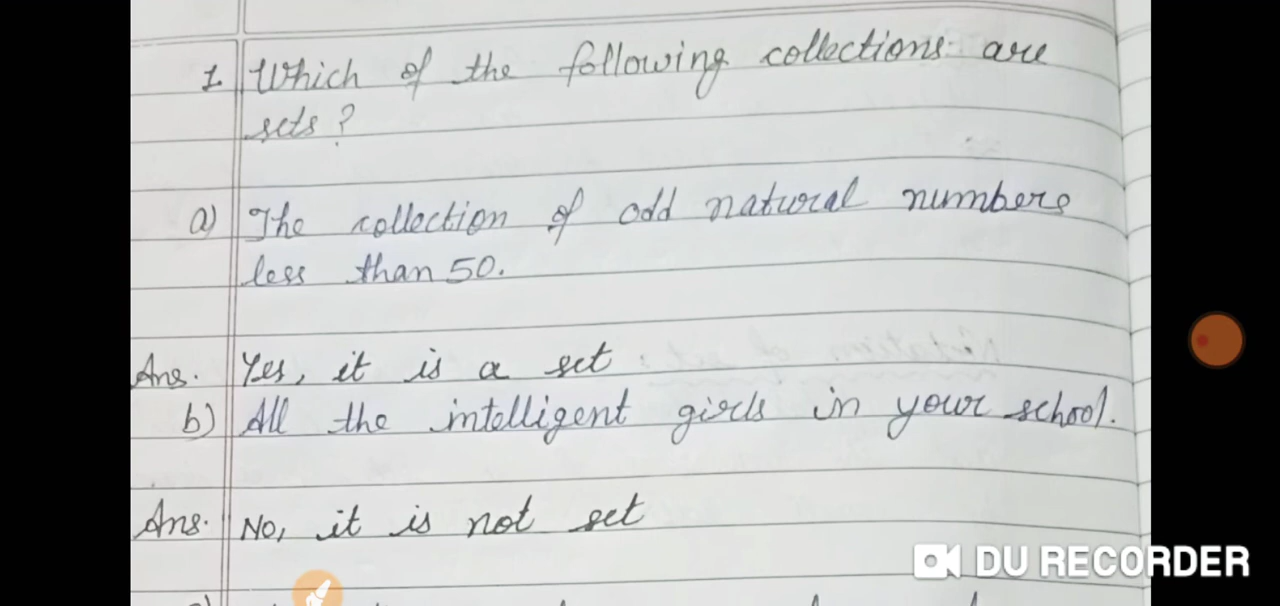 1. Which of the following collections are
sets?
a) The collection of odd natural numbers
less than 50.
Ans. Yes, it is a set
b) All the intelligent girls in your school.
Ans. No, it is not set
DU RECORDER